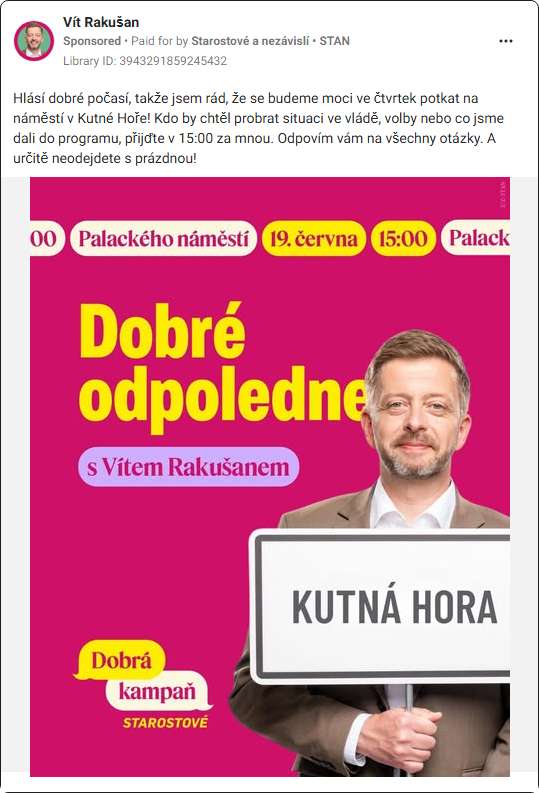 Vít Rakušan
Sponsored • Paid for by Starostové a nezávislí • STAN
Library ID: 3943291859245432
Hlásí dobré počasí, takže jsem rád, že se budeme moci ve čtvrtek potkat na
náměstí v Kutné Hoře! Kdo by chtěl probrat situaci ve vládě, volby nebo co jsme
dali do programu, přijďte v 15:00 za mnou. Odpovím vám na všechny otázky. A
určitě neodejdete s prázdnou!
00 Palackého náměstí 19. června 15:00 Palack
Dobré
odpoledne
s Vítem Rakušanem
KUTNÁ HORA
Dobrá
kampaň
STAROSTOVÉ